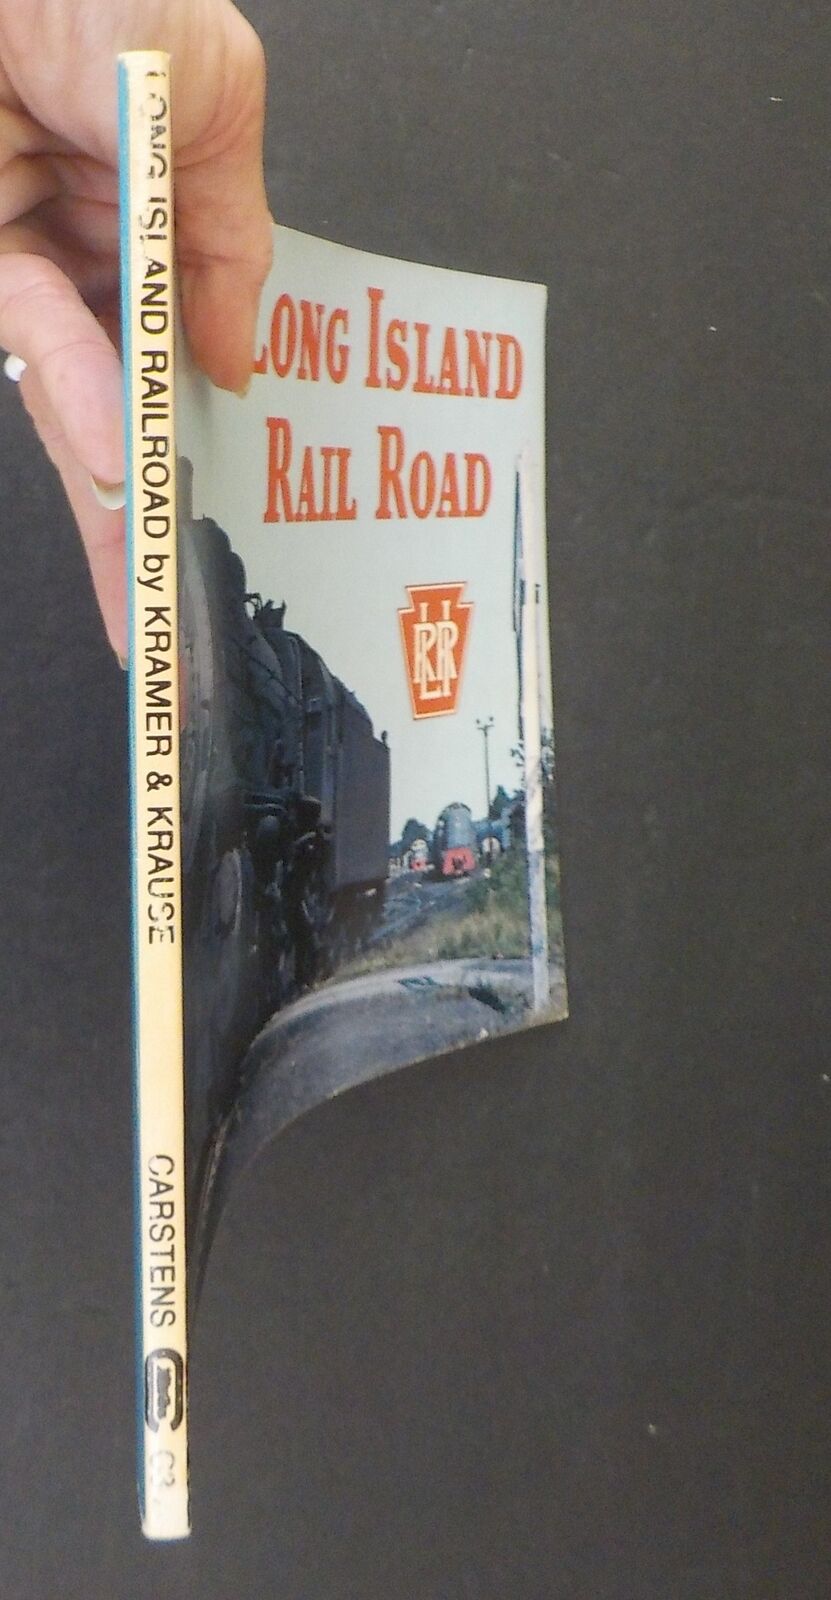 LONG ISLAND RAILROAD by KRAMER & KRAUSE
CARSTENS
LONG ISLAND
RAIL ROAD
LIRR